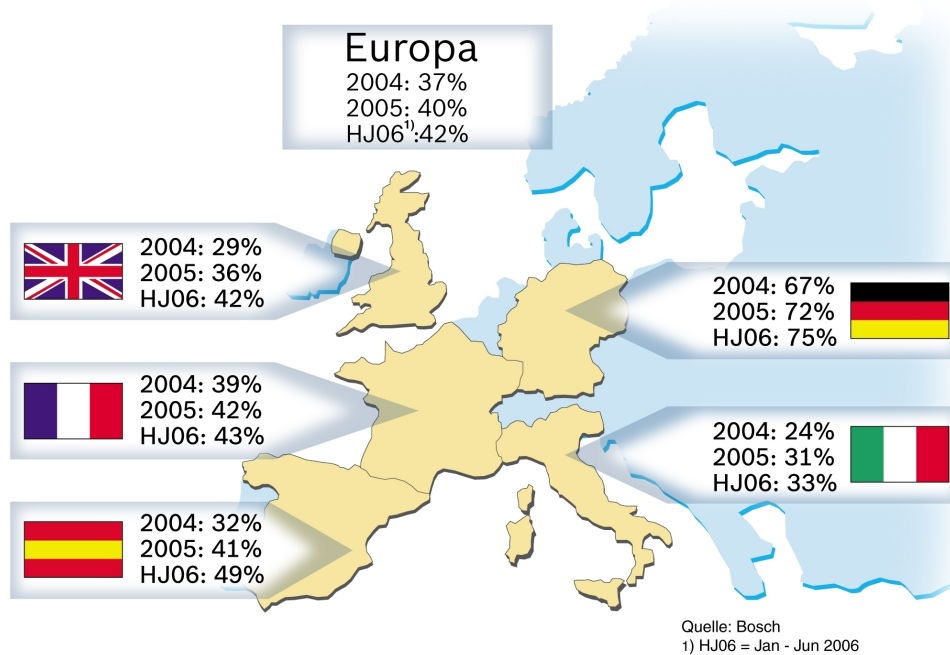 Europa
2004: 37%
2005: 40%
HJ06¹⁾:42%
2004: 29%
2005: 36%
HJ06: 42%
2004: 67%
2005: 72%
HJ06: 75%
2004: 39%
2005: 42%
HJ06: 43%
2004: 24%
2005: 31%
HJ06: 33%
2004: 32%
2005: 41%
HJ06: 49%
Quelle: Bosch
1) HJ06 = Jan - Jun 2006